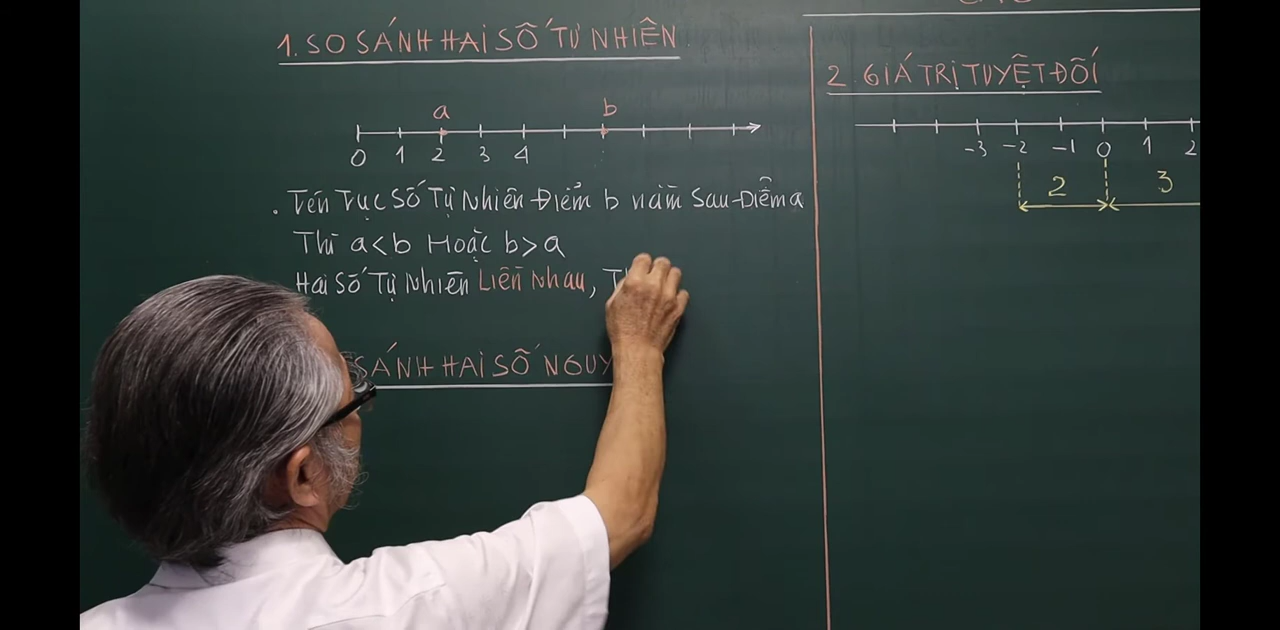 1. SO SÁNH HAI SỐ TỰ NHIÊN
a b
0 1 2 3 4
. Trên Trục Số Tự Nhiên Điểm b nằm Sau Điểm a
Thì a < b Hoặc b > a
Hai Số Tự Nhiên Liền Nhau, T
SÁNH HAI SỐ NGUY
2. GIÁ TRỊ TUYỆT ĐỐI
-3 -2 -1 0 1 2
2 3